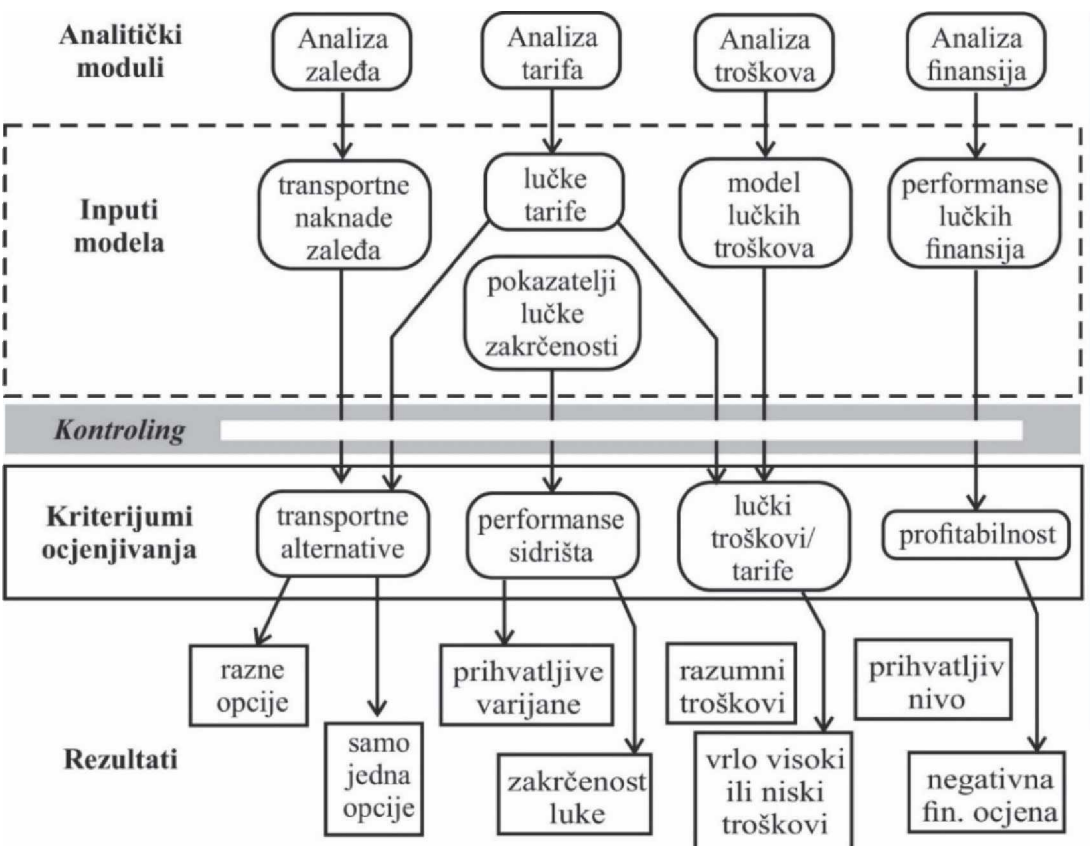 Analitički
moduli
Analiza
zaleđa
Analiza
tarifa
Analiza
troškova
Analiza
finansija
Inputi
modela
transportne
naknade
zaleđa
lučke
tarife
pokazatelji
lučke
zakrčenosti
model
lučkih
troškova
performanse
lučkih
finansija
Kontroling
Kriterijumi
ocjenjivanja
transportne
alternative
performanse
sidrišta
lučki
troškovi/
tarife
profitabilnost
Rezultati
razne
opcije
samo
jedna
opcije
prihvatljive
varijane
zakrčenost
luke
razumni
troškovi
vrlo visoki
ili niski
troškovi
prihvatljiv
nivo
negativna
fin. ocjena